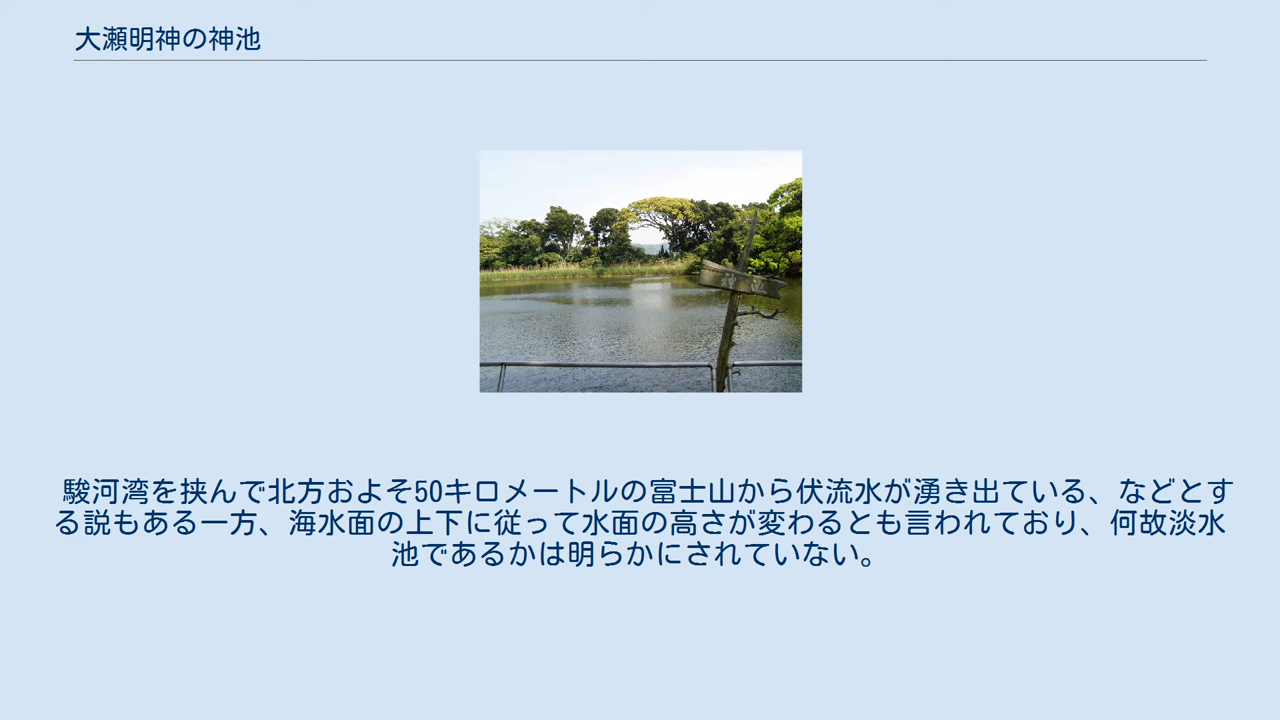 大瀬明神の神池
神池
駿河湾を挟んで北方およそ50キロメートルの富士山から伏流水が湧き出ている、などとす
る説もある一方、海水面の上下に従って水面の高さが変わるとも言われており、何故淡水
池であるかは明らかにされていない。